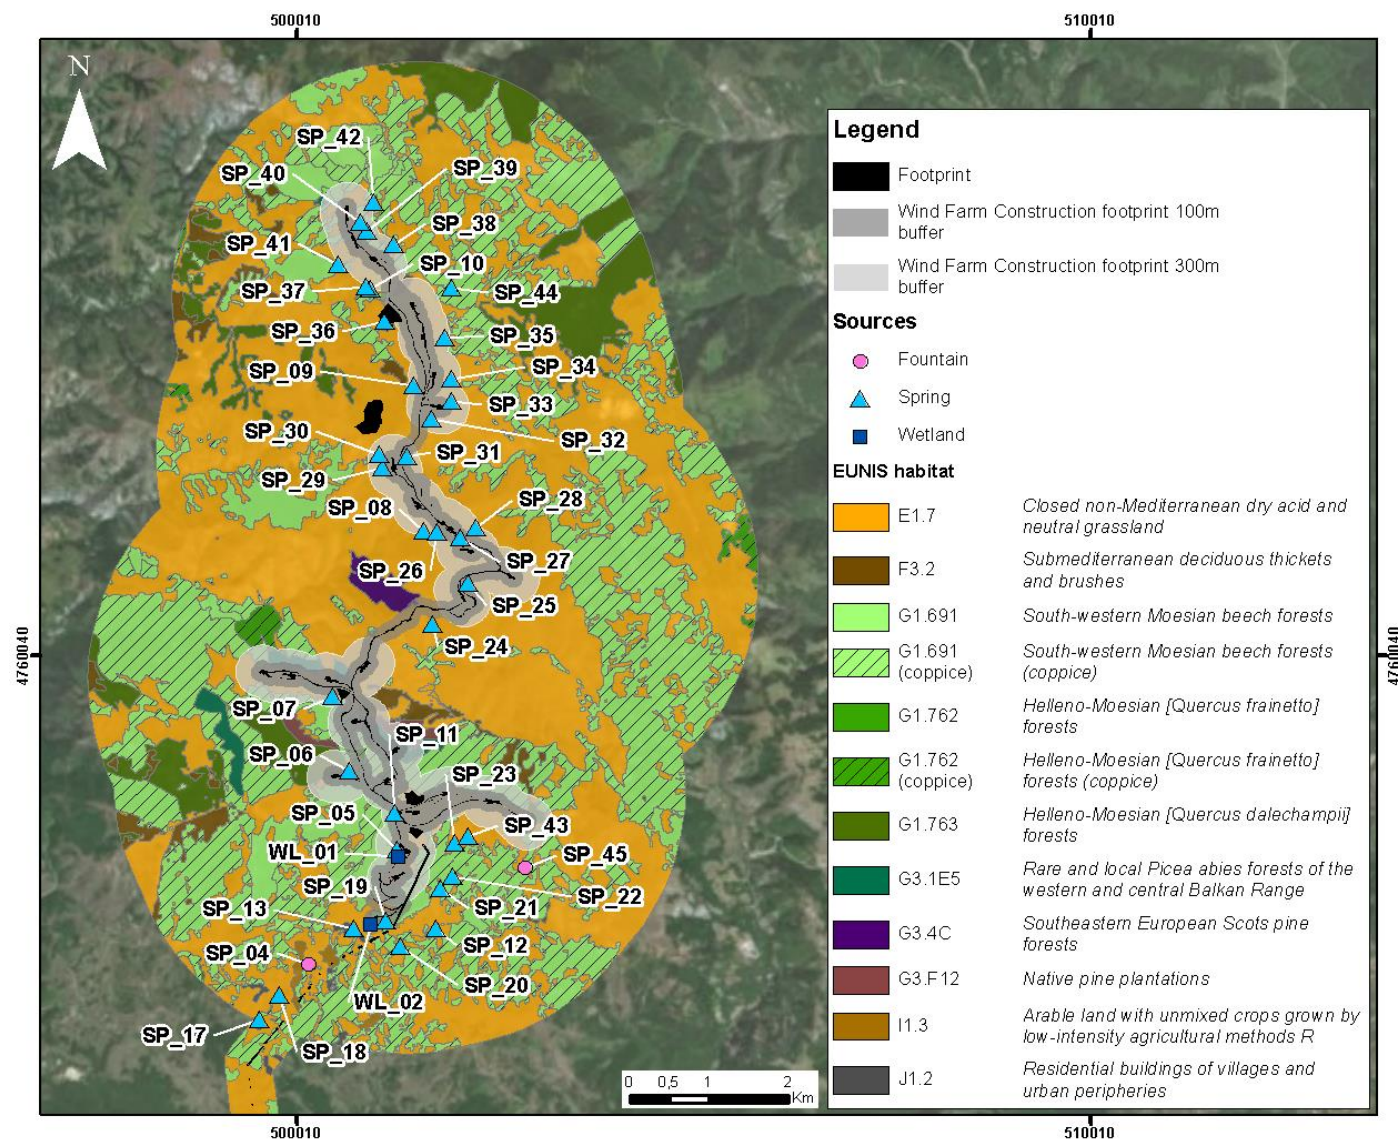 500010
510010
N
4760040
4760040
SP_42
SP_40
SP_39
SP_38
SP_41
SP_10
SP_37
SP_44
SP_36
SP_35
SP_09
SP_34
SP_33
SP_30
SP_32
SP_31
SP_29
SP_08
SP_28
SP_27
SP_26
SP_25
SP_24
SP_07
SP_11
SP_06
SP_23
SP_05
SP_43
WL_01
SP_45
SP_19
SP_22
SP_13
SP_21
SP_04
SP_12
SP_20
WL_02
SP_17
SP_18
0 0,5 1 2
Km
Legend
Footprint
Wind Farm Construction footprint 100m
buffer
Wind Farm Construction footprint 300m
buffer
Sources
Fountain
Spring
Wetland
EUNIS habitat
E1.7 Closed non-Mediterranean dry acid and
neutral grassland
F3.2 Submediterranean deciduous thickets
and brushes
G1.691 South-western Moesian beech forests
G1.691 South-western Moesian beech forests
(coppice) (coppice)
G1.762 Helleno-Moesian [Quercus frainetto]
forests
G1.762 Helleno-Moesian [Quercus frainetto]
(coppice) forests (coppice)
G1.763 Helleno-Moesian [Quercus dalechampii]
forests
G3.1E5 Rare and local Picea abies forests of the
western and central Balkan Range
G3.4C Southeastern European Scots pine
forests
G3.F12 Native pine plantations
I1.3 Arable land with unmixed crops grown by
low-intensity agricultural methods R
J1.2 Residential buildings of villages and
urban peripheries
500010
510010